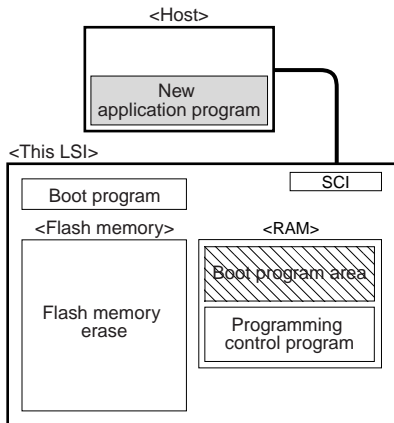 <Host>
New
application program
<This LSI>
SCI
Boot program
<Flash memory>
<RAM>
Boot program area
Flash memory
erase
Programming
control program